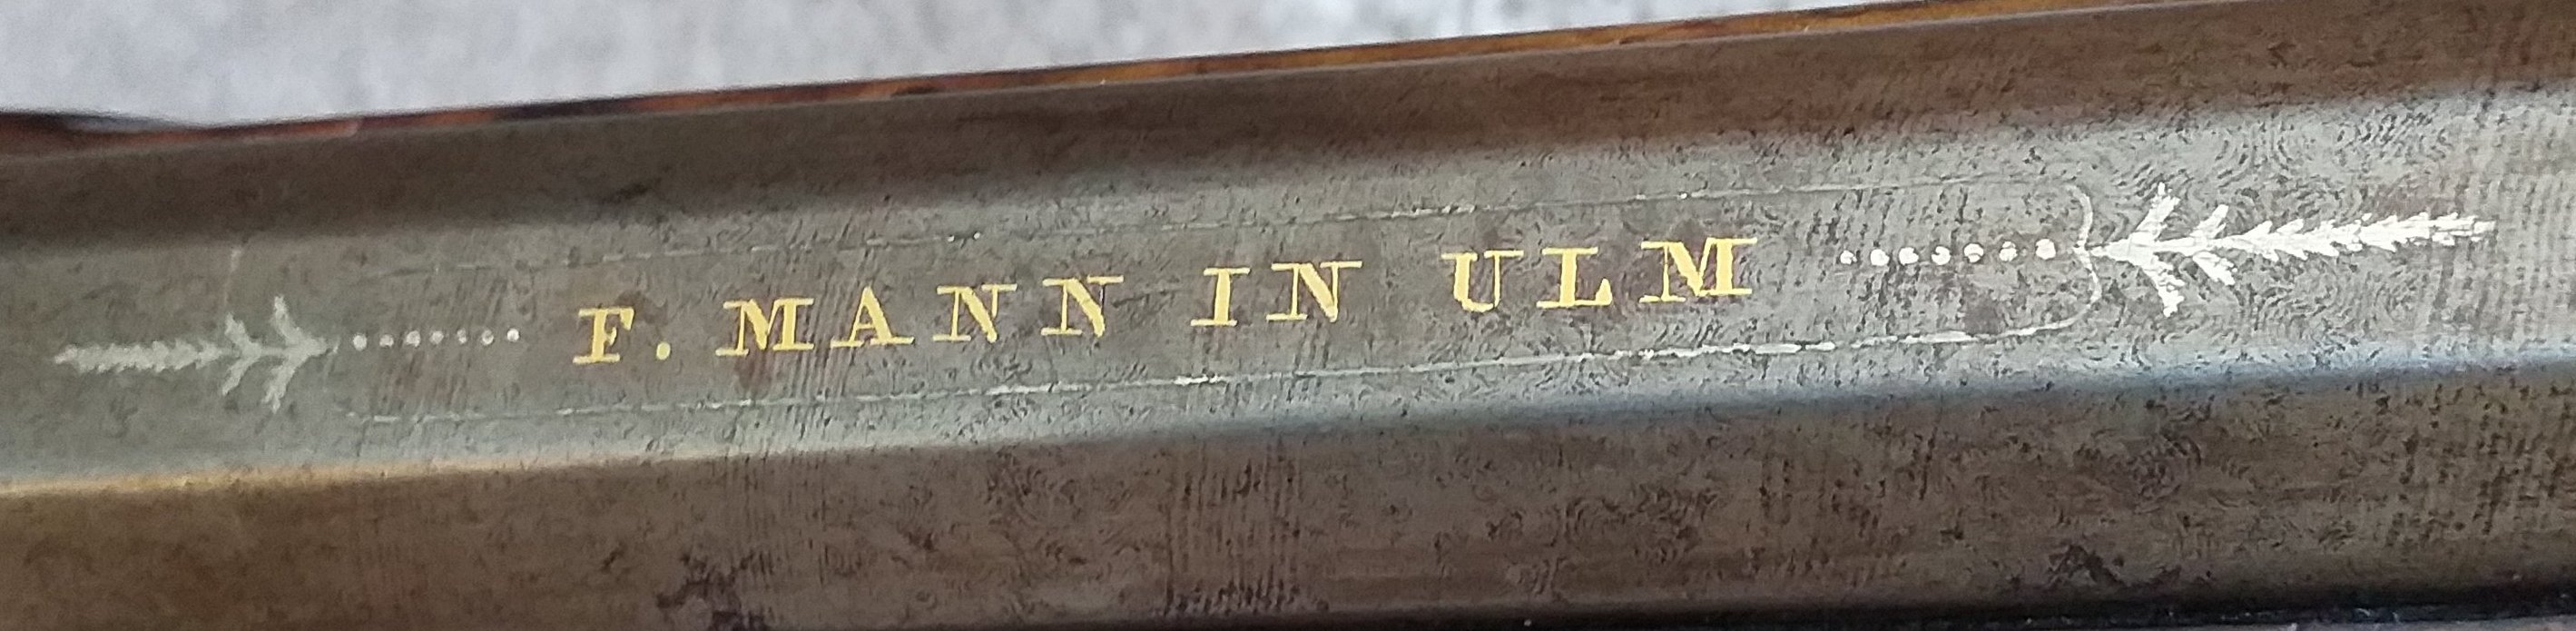 F. MANN IN ULM